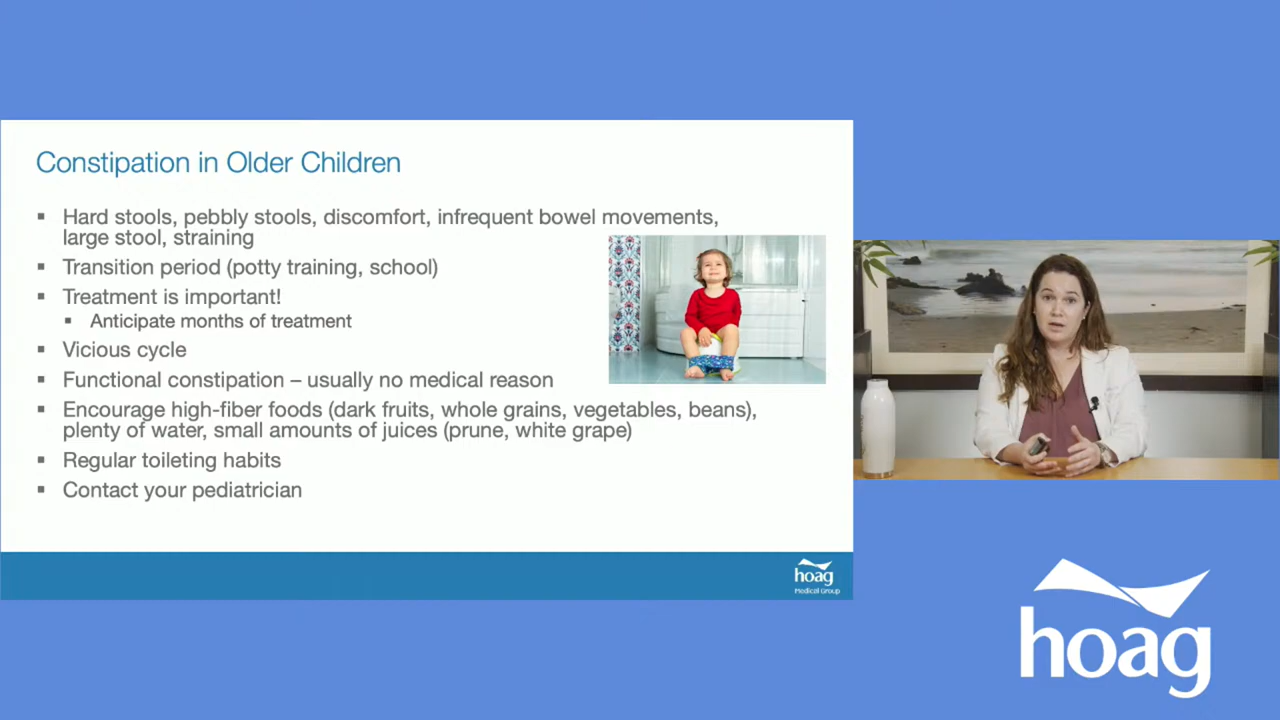 Constipation in Older Children
▪ Hard stools, pebbly stools, discomfort, infrequent bowel movements,
large stool, straining
▪ Transition period (potty training, school)
▪ Treatment is important!
▪ Anticipate months of treatment
▪ Vicious cycle
▪ Functional constipation – usually no medical reason
▪ Encourage high-fiber foods (dark fruits, whole grains, vegetables, beans),
plenty of water, small amounts of juices (prune, white grape)
▪ Regular toileting habits
▪ Contact your pediatrician
hoag
Medical Group
hoag